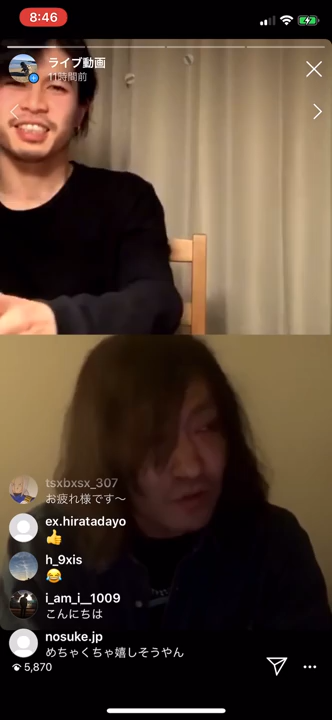 8:46
ライブ動画
11時間前
tsxbxsx_307
お疲れ様です〜
ex.hiratadayo
👍
h_9xis
😂
i_am_i__1009
こんにちは
nosuke.jp
めちゃくちゃ嬉しそうやん
5,870